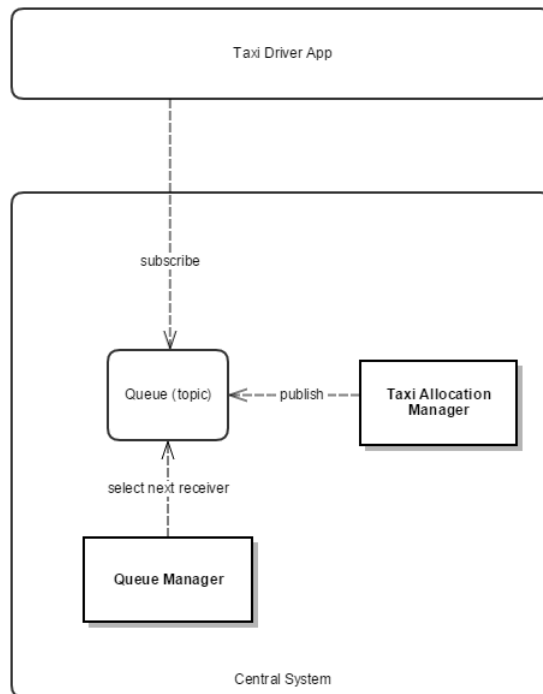 Taxi Driver App
subscribe
Queue (topic)
publish
Taxi Allocation
Manager
select next receiver
Queue Manager
Central System